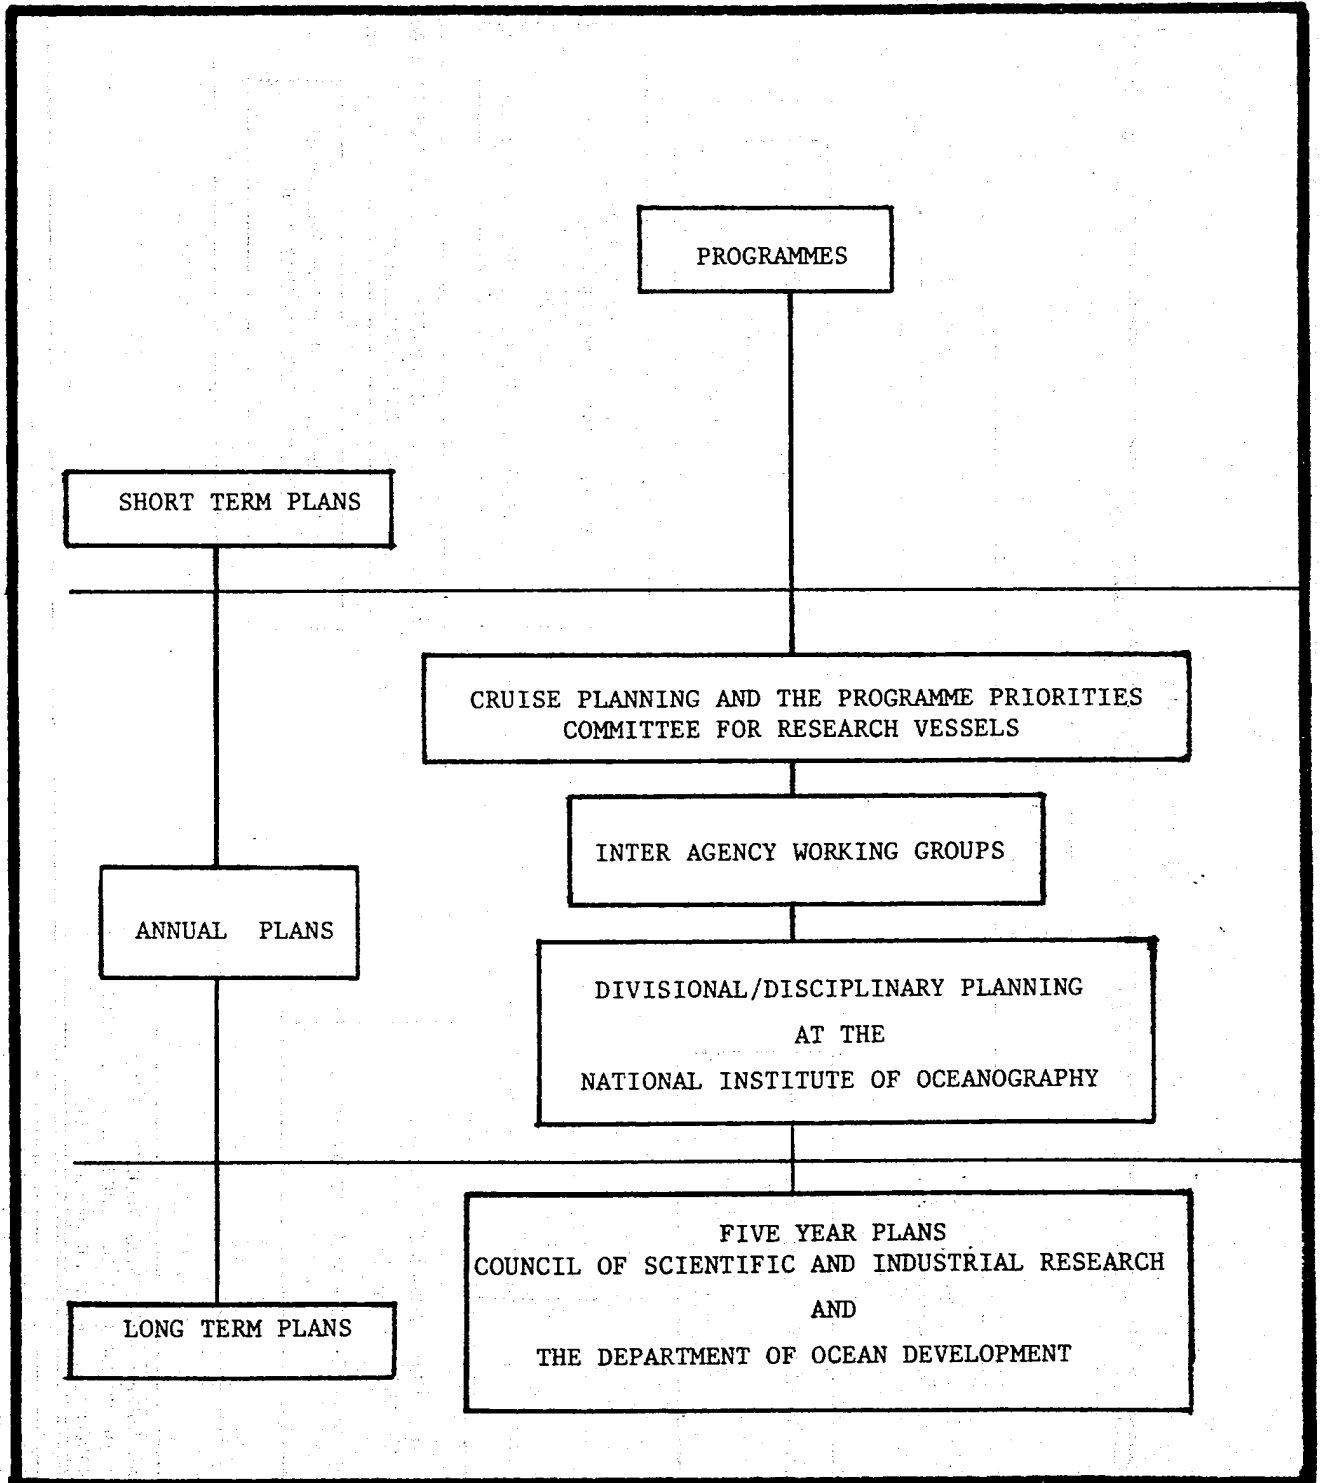 PROGRAMMES
SHORT TERM PLANS
CRUISE PLANNING AND THE PROGRAMME PRIORITIES
COMMITTEE FOR RESEARCH VESSELS
INTER AGENCY WORKING GROUPS
ANNUAL PLANS
DIVISIONAL/DISCIPLINARY PLANNING
AT THE
NATIONAL INSTITUTE OF OCEANOGRAPHY
FIVE YEAR PLANS
COUNCIL OF SCIENTIFIC AND INDUSTRIAL RESEARCH
AND
THE DEPARTMENT OF OCEAN DEVELOPMENT
LONG TERM PLANS